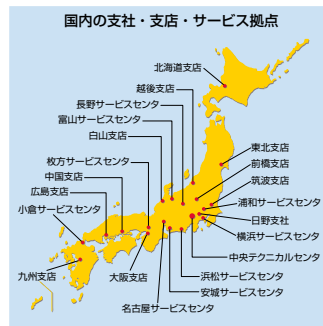 国内の支社・支店・サービス拠点
北海道支店
越後支店
長野サービスセンタ
富山サービスセンタ
白山支店
枚方サービスセンタ
中国支店
広島支店
小倉サービスセンタ
東北支店
前橋支店
筑波支店
浦和サービスセンタ
日野支社
横浜サービスセンタ
中央テクニカルセンタ
九州支店
大阪支店
浜松サービスセンタ
安城サービスセンタ
名古屋サービスセンタ